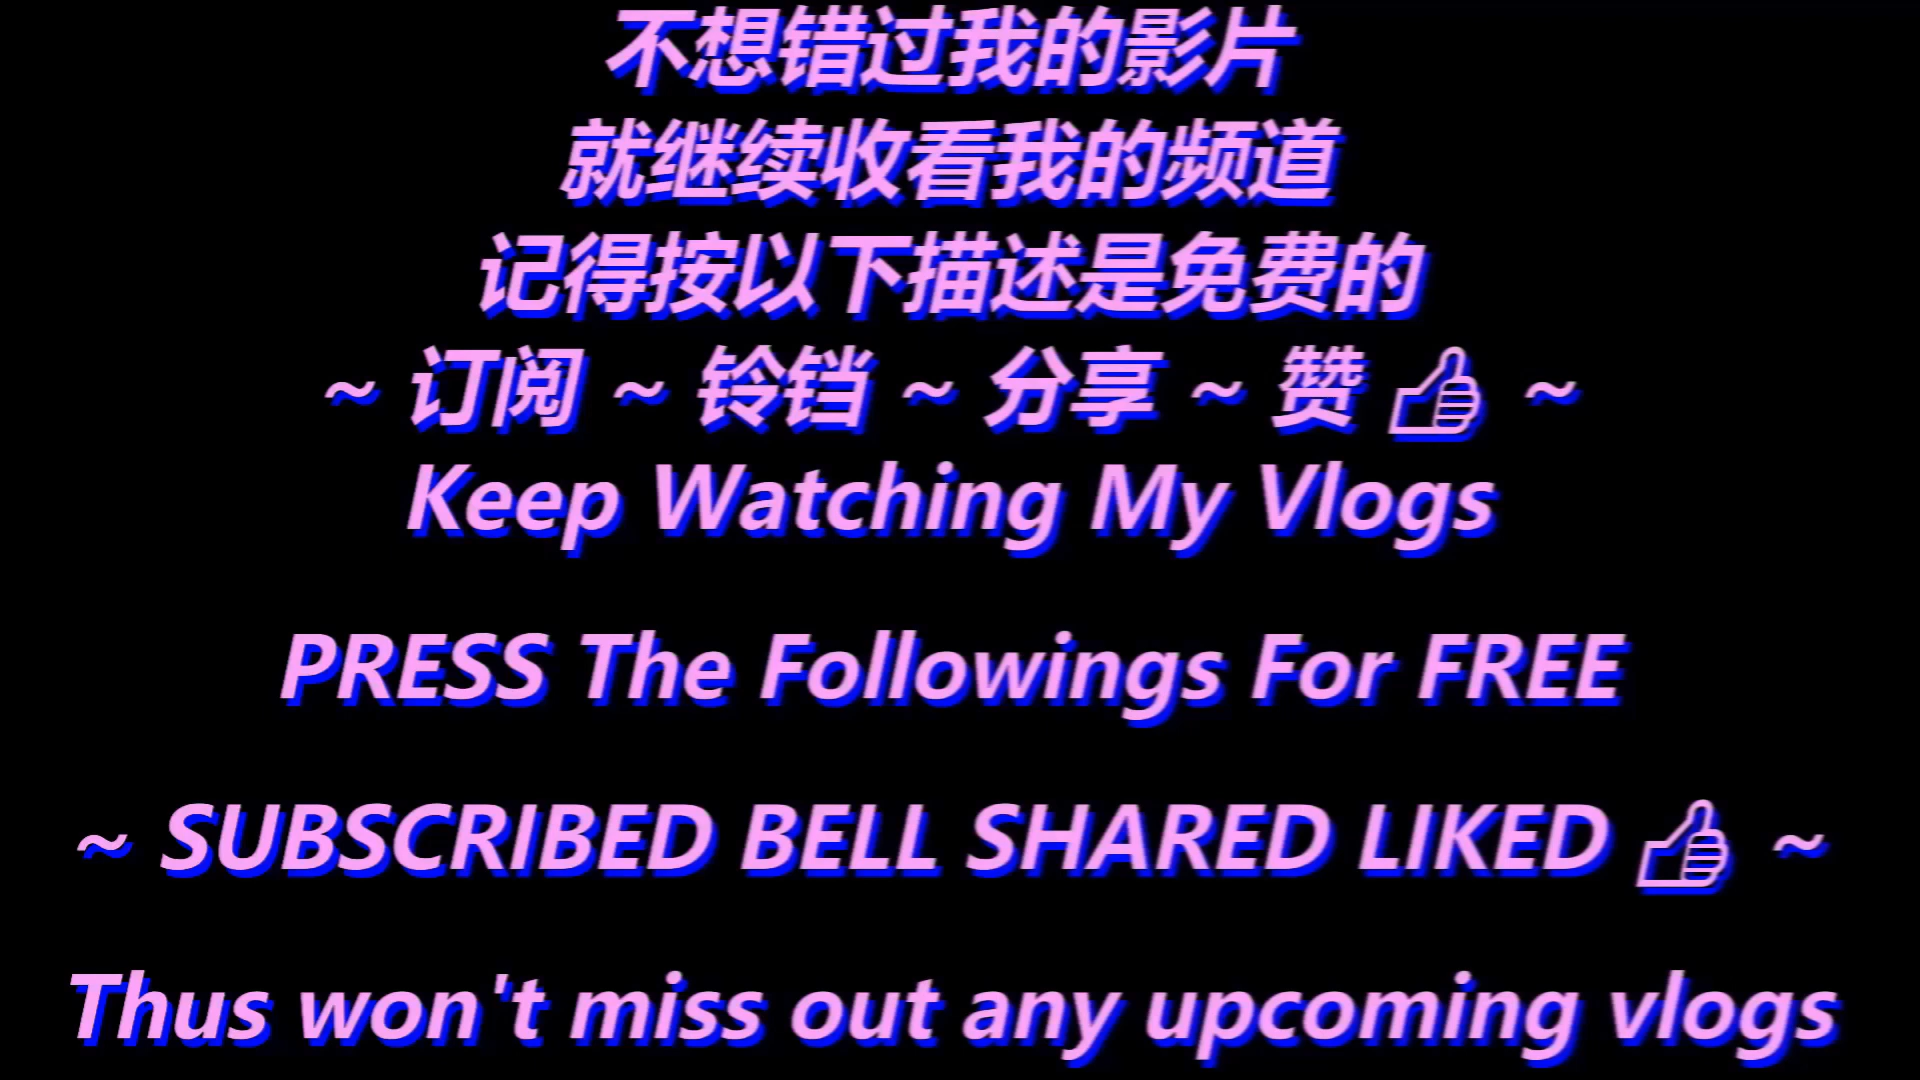 不想错过我的影片
就继续收看我的频道
记得按以下描述是免费的
~ 订阅 ~ 铃铛 ~ 分享 ~ 赞 👍 ~
Keep Watching My Vlogs
PRESS The Followings For FREE
~ SUBSCRIBED BELL SHARED LIKED 👍 ~
Thus won't miss out any upcoming vlogs